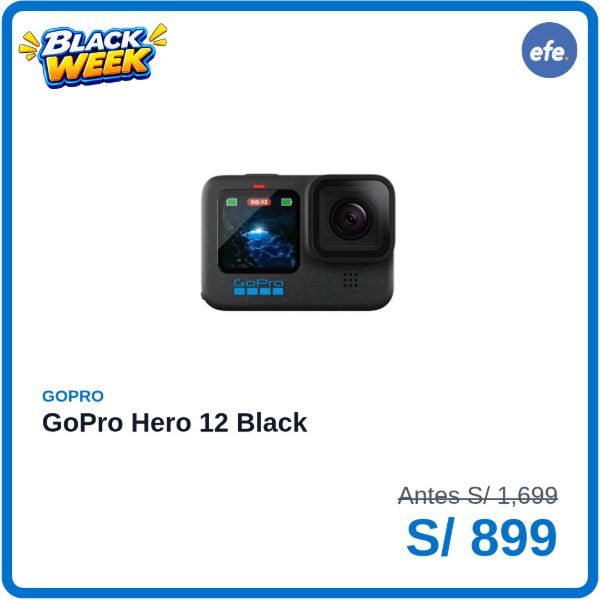 BLACK
WEEK
efe.
00:12
GoPro
GOPRO
GoPro Hero 12 Black
Antes S/ 1,699
S/ 899